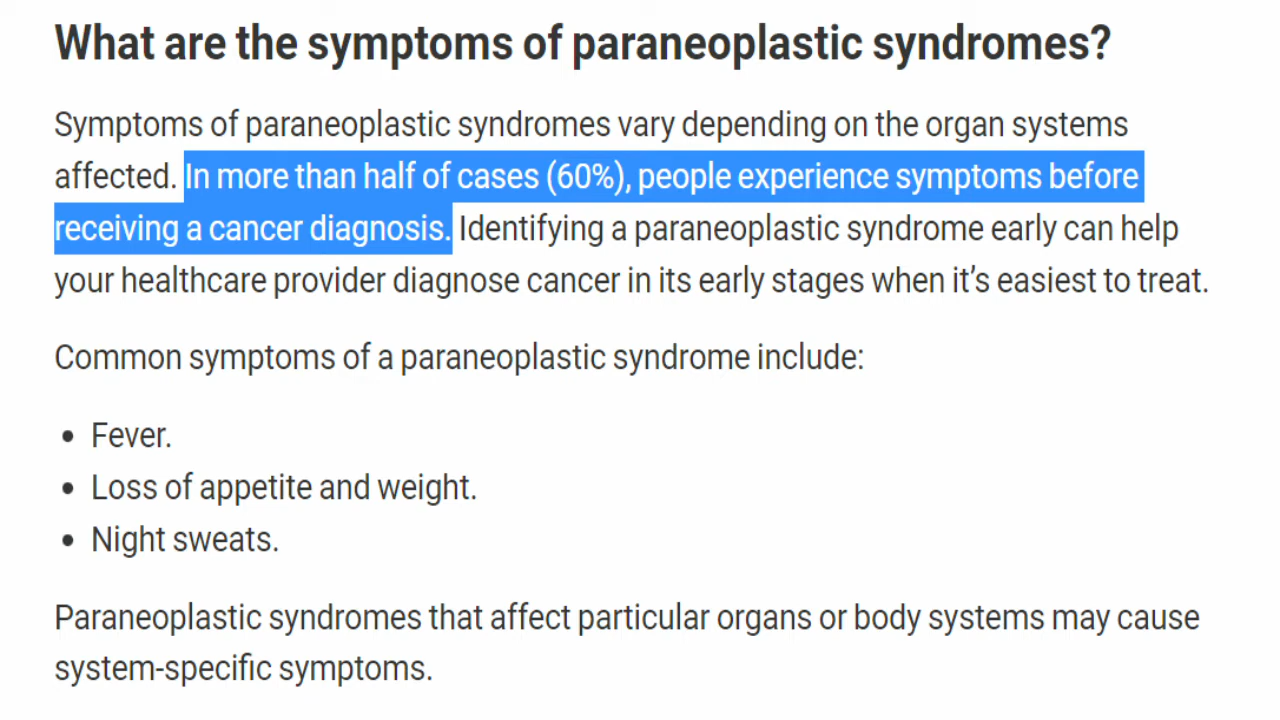 What are the symptoms of paraneoplastic syndromes?
Symptoms of paraneoplastic syndromes vary depending on the organ systems
affected. In more than half of cases (60%), people experience symptoms before
receiving a cancer diagnosis. Identifying a paraneoplastic syndrome early can help
your healthcare provider diagnose cancer in its early stages when it’s easiest to treat.
Common symptoms of a paraneoplastic syndrome include:
• Fever.
• Loss of appetite and weight.
• Night sweats.
Paraneoplastic syndromes that affect particular organs or body systems may cause
system-specific symptoms.